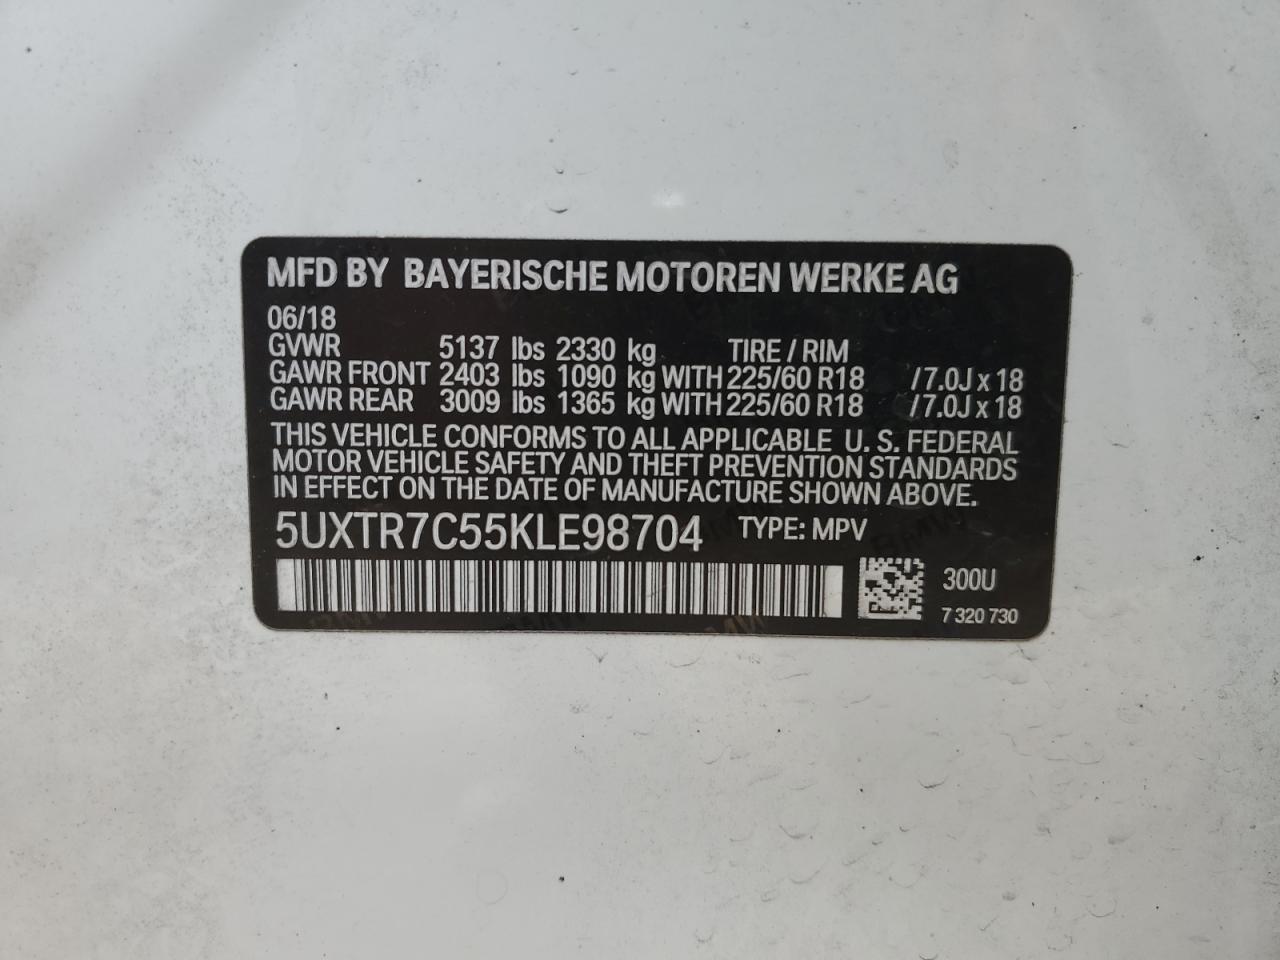 MFD BY BAYERISCHE MOTOREN WERKE AG
06/18
GVWR 5137 lbs 2330 kg TIRE / RIM
GAWR FRONT 2403 lbs 1090 kg WITH 225/60 R18 /7.0J x 18
GAWR REAR 3009 lbs 1365 kg WITH 225/60 R18 /7.0J x 18
THIS VEHICLE CONFORMS TO ALL APPLICABLE U. S. FEDERAL
MOTOR VEHICLE SAFETY AND THEFT PREVENTION STANDARDS
IN EFFECT ON THE DATE OF MANUFACTURE SHOWN ABOVE.
5UXTR7C55KLE98704 TYPE: MPV
300U
7 320 730